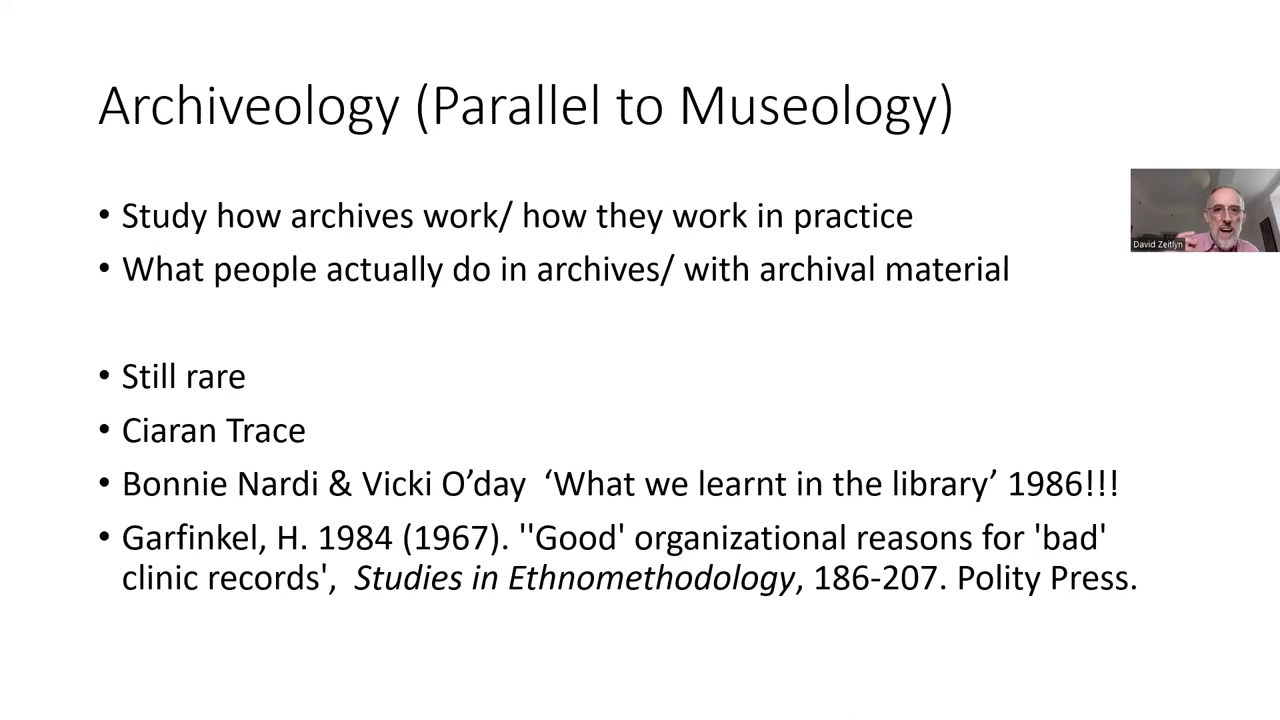 Archiveology (Parallel to Museology)
• Study how archives work/ how they work in practice
• What people actually do in archives/ with archival material
David Zeitlyn
• Still rare
• Ciaran Trace
• Bonnie Nardi & Vicki O’day  ‘What we learnt in the library’ 1986!!!
• Garfinkel, H. 1984 (1967). ''Good' organizational reasons for 'bad'
clinic records',  Studies in Ethnomethodology, 186-207. Polity Press.